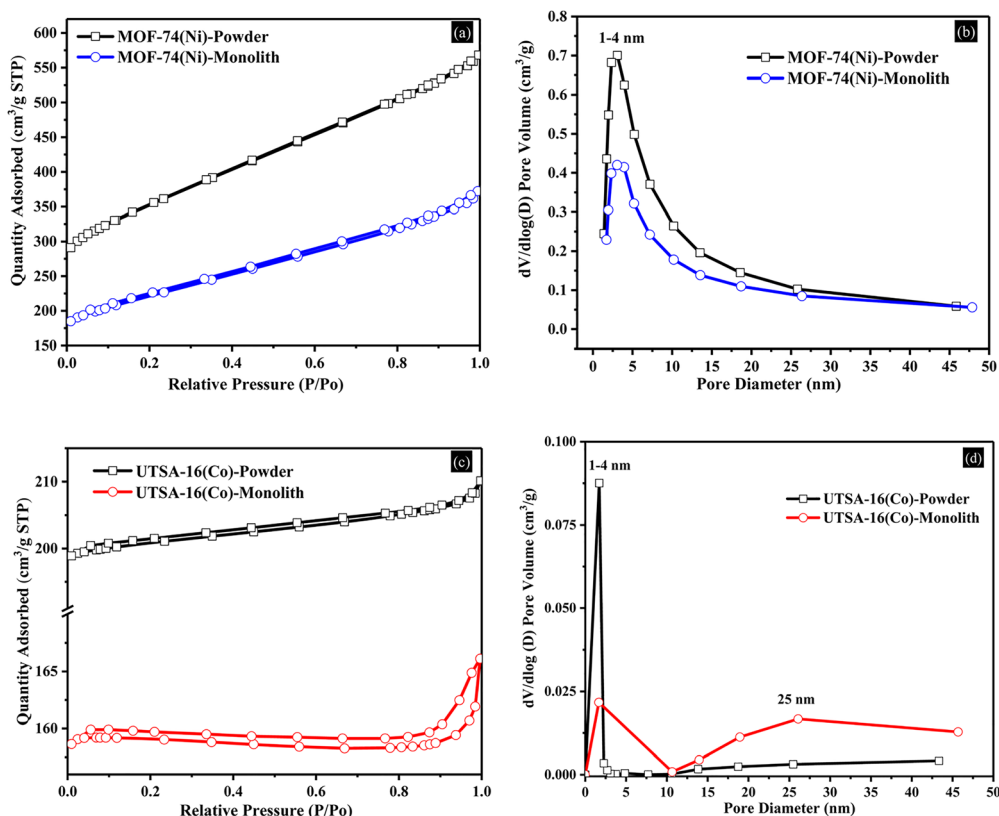 (a)
MOF-74(Ni)-Powder
MOF-74(Ni)-Monolith
Quantity Adsorbed (cm³/g STP)
600
550
500
450
400
350
300
250
200
150
0.0 0.2 0.4 0.6 0.8 1.0
Relative Pressure (P/Po)
(b)
1-4 nm
MOF-74(Ni)-Powder
MOF-74(Ni)-Monolith
dV/dlog(D) Pore Volume (cm³/g)
0.8
0.7
0.6
0.5
0.4
0.3
0.2
0.1
0.0
0 5 10 15 20 25 30 35 40 45 50
Pore Diameter (nm)
(c)
UTSA-16(Co)-Powder
UTSA-16(Co)-Monolith
Quantity Adsorbed (cm³/g STP)
210
200
165
160
0.0 0.2 0.4 0.6 0.8 1.0
Relative Pressure (P/Po)
(d)
1-4 nm
UTSA-16(Co)-Powder
UTSA-16(Co)-Monolith
25 nm
dV/dlog (D) Pore Volume (cm³/g)
0.100
0.075
0.050
0.025
0.000
0 5 10 15 20 25 30 35 40 45 50
Pore Diameter (nm)